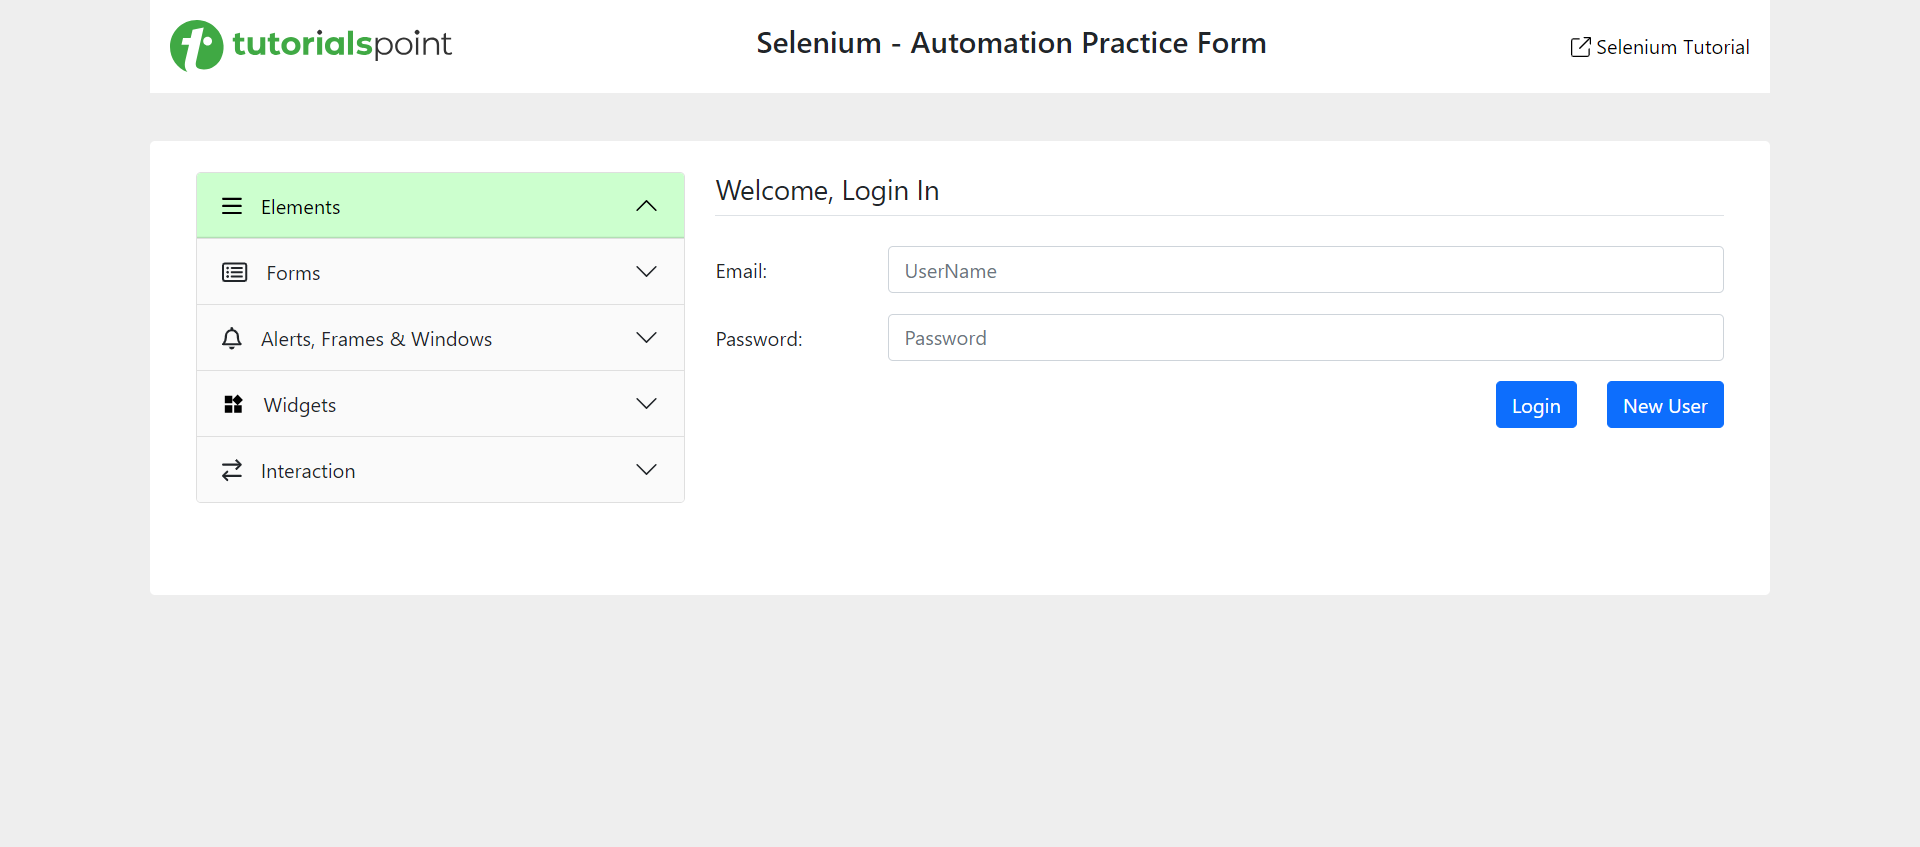 tutorialspoint
Selenium - Automation Practice Form
Selenium Tutorial
Elements
Forms
Alerts, Frames & Windows
Widgets
Interaction
Welcome, Login In
Email:
UserName
Password:
Password
Login
New User